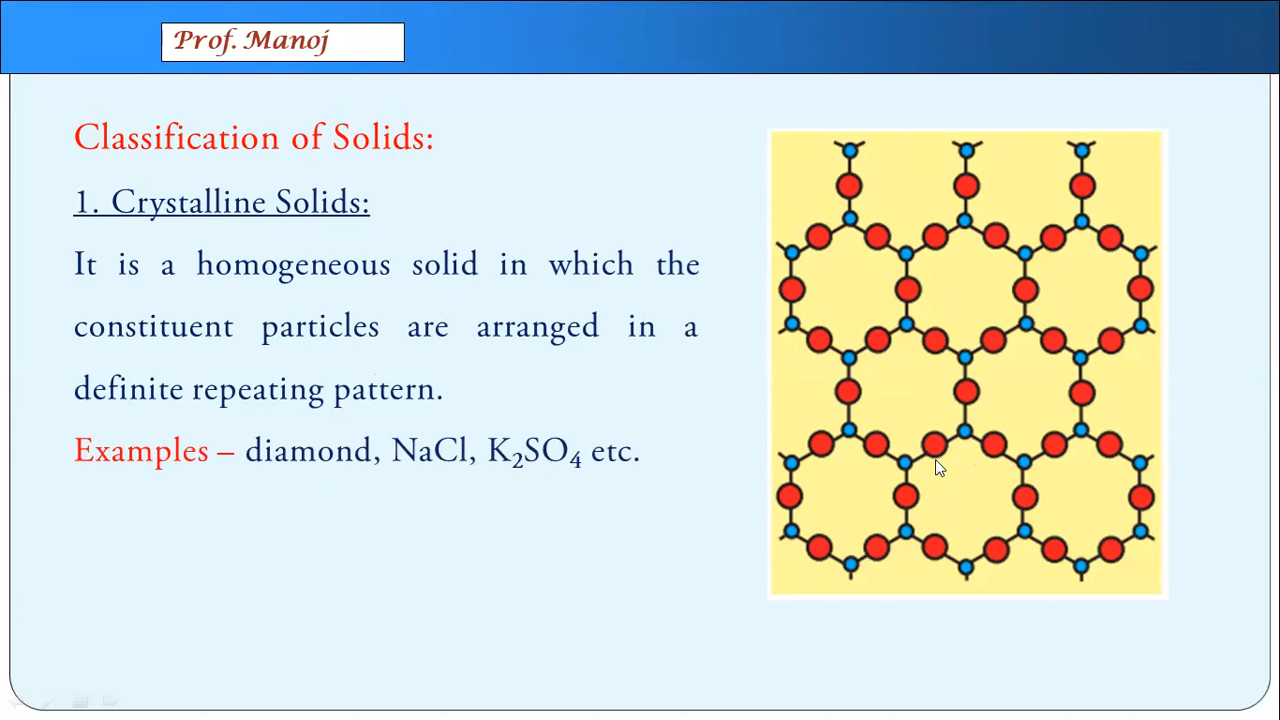 Prof. Manoj
Classification of Solids:
1. Crystalline Solids:
It is a homogeneous solid in which the
constituent particles are arranged in a
definite repeating pattern.
Examples – diamond, NaCl, K₂SO₄ etc.